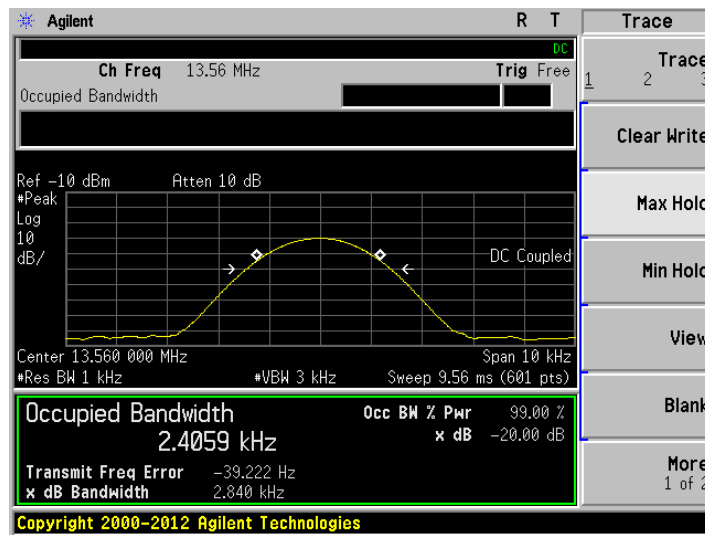 Agilent R T Trace
DC
Ch Freq 13.56 MHz Trig Free
Occupied Bandwidth
Trace
1 2 3
Clear Write
Ref -10 dBm Atten 10 dB
#Peak
Log
10
dB/
DC Coupled
Max Hold
Min Hold
View
Center 13.560 000 MHz Span 10 kHz
#Res BW 1 kHz #VBW 3 kHz Sweep 9.56 ms (601 pts)
Occupied Bandwidth Occ BW % Pwr 99.00 %
2.4059 kHz x dB -20.00 dB
Transmit Freq Error -39.222 Hz
x dB Bandwidth 2.840 kHz
Blank
More
1 of 2
Copyright 2000-2012 Agilent Technologies